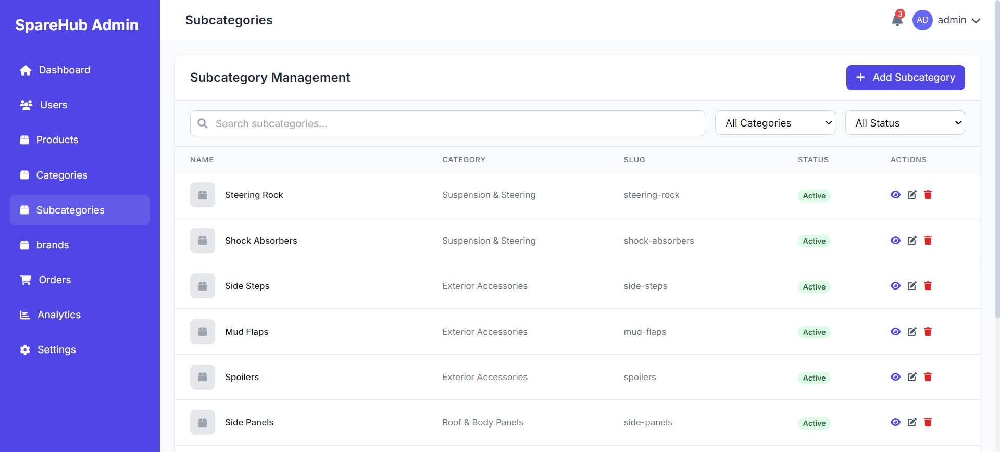 SpareHub Admin
Dashboard
Users
Products
Categories
Subcategories
brands
Orders
Analytics
Settings
Subcategories
3
AD
admin
Subcategory Management
Add Subcategory
Search subcategories...
All Categories
All Status
NAME CATEGORY SLUG STATUS ACTIONS
Steering Rock Suspension & Steering steering-rock Active
Shock Absorbers Suspension & Steering shock-absorbers Active
Side Steps Exterior Accessories side-steps Active
Mud Flaps Exterior Accessories mud-flaps Active
Spoilers Exterior Accessories spoilers Active
Side Panels Roof & Body Panels side-panels Active